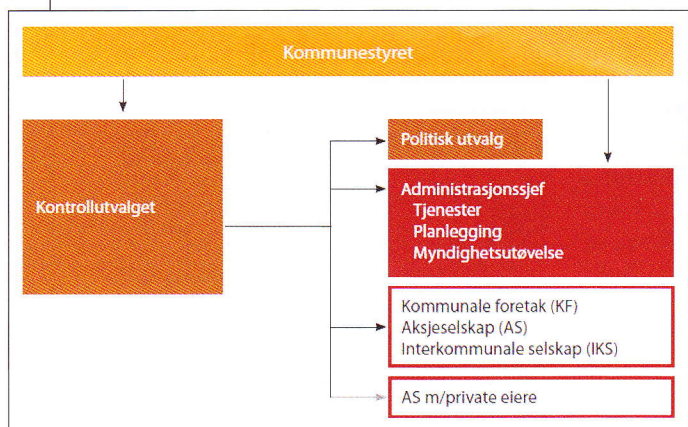 Kommunestyret
Kontrollutvalget
Politisk utvalg
Administrasjonssjef
Tjenester
Planlegging
Myndighetsutøvelse
Kommunale foretak (KF)
Aksjeselskap (AS)
Interkommunale selskap (IKS)
AS m/private eiere